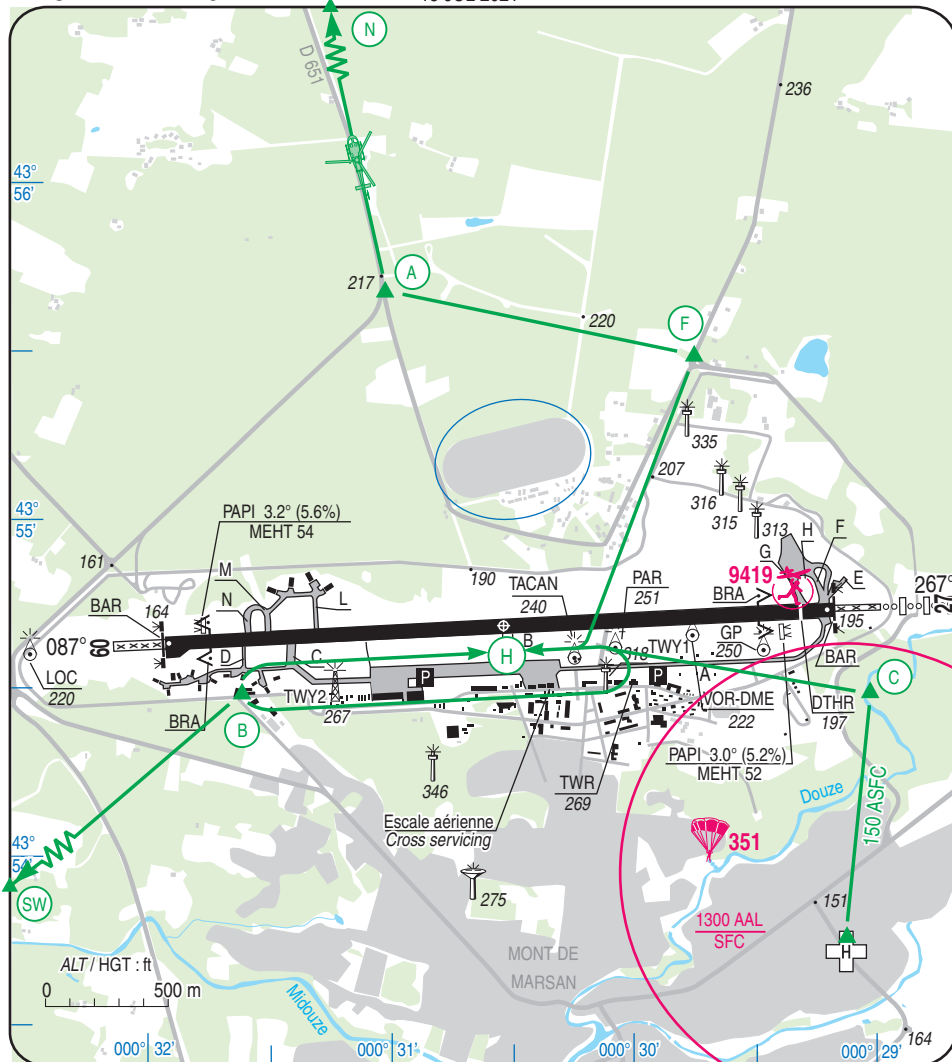 N
D 651
236
43°
56'
217
A
220
F
335
207
316
315
313
43°
55'
PAPI 3.2° (5.6%)
MEHT 54
H
F
161
M
190
TACAN
240
PAR
251
G
9419
BRA
E
267°
27
BAR
164
N
L
195
087°
09
LOC
220
D
C
H
B
318
TWY1
GP
250
BAR
TWY2
267
P
P
A
VOR-DME
222
DTHR
197
C
BRA
B
PAPI 3.0° (5.2%)
MEHT 52
346
TWR
269
Douze
150 ASFC
Escale aérienne
Cross servicing
351
43°
54'
SW
275
151
1300 AAL
SFC
H
MONT DE
MARSAN
ALT / HGT : ft
0 500 m
Midouze
164
000° 32'
000° 31'
000° 30'
000° 29'